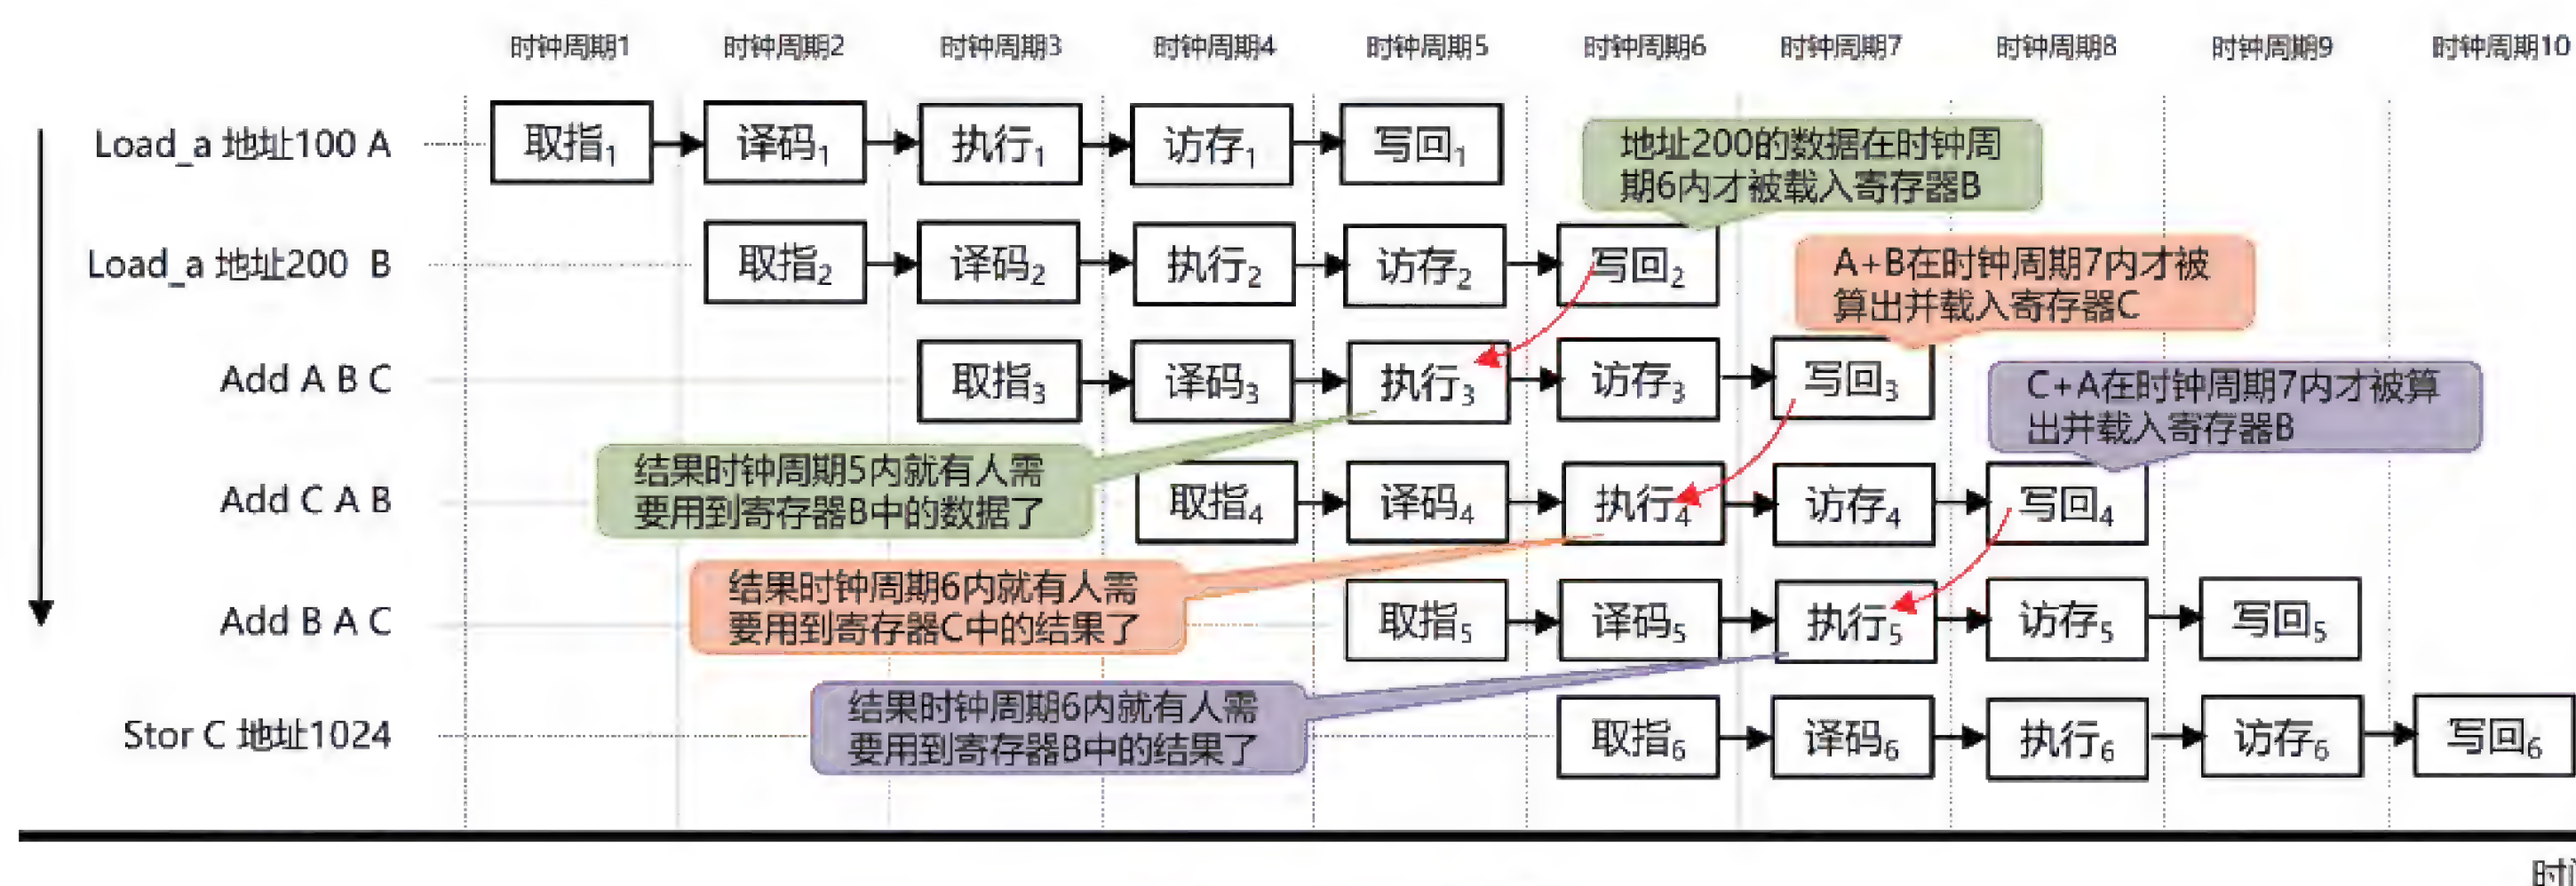 时钟周期1 时钟周期2 时钟周期3 时钟周期4 时钟周期5 时钟周期6 时钟周期7 时钟周期8 时钟周期9 时钟周期10
Load_a 地址100 A 取指1 译码1 执行1 访存1 写回1
地址200的数据在时钟周
期6内才被载入寄存器B
Load_a 地址200 B 取指2 译码2 执行2 访存2 写回2
A+B在时钟周期7内才被
算出并载入寄存器C
Add A B C 取指3 译码3 执行3 访存3 写回3
C+A在时钟周期7内才被算
出并载入寄存器B
结果时钟周期5内就有人需
要用到寄存器B中的数据了
Add C A B 取指4 译码4 执行4 访存4 写回4
结果时钟周期6内就有人需
要用到寄存器C中的结果了
Add B A C 取指5 译码5 执行5 访存5 写回5
结果时钟周期6内就有人需
要用到寄存器B中的结果了
Stor C 地址1024 取指6 译码6 执行6 访存6 写回6